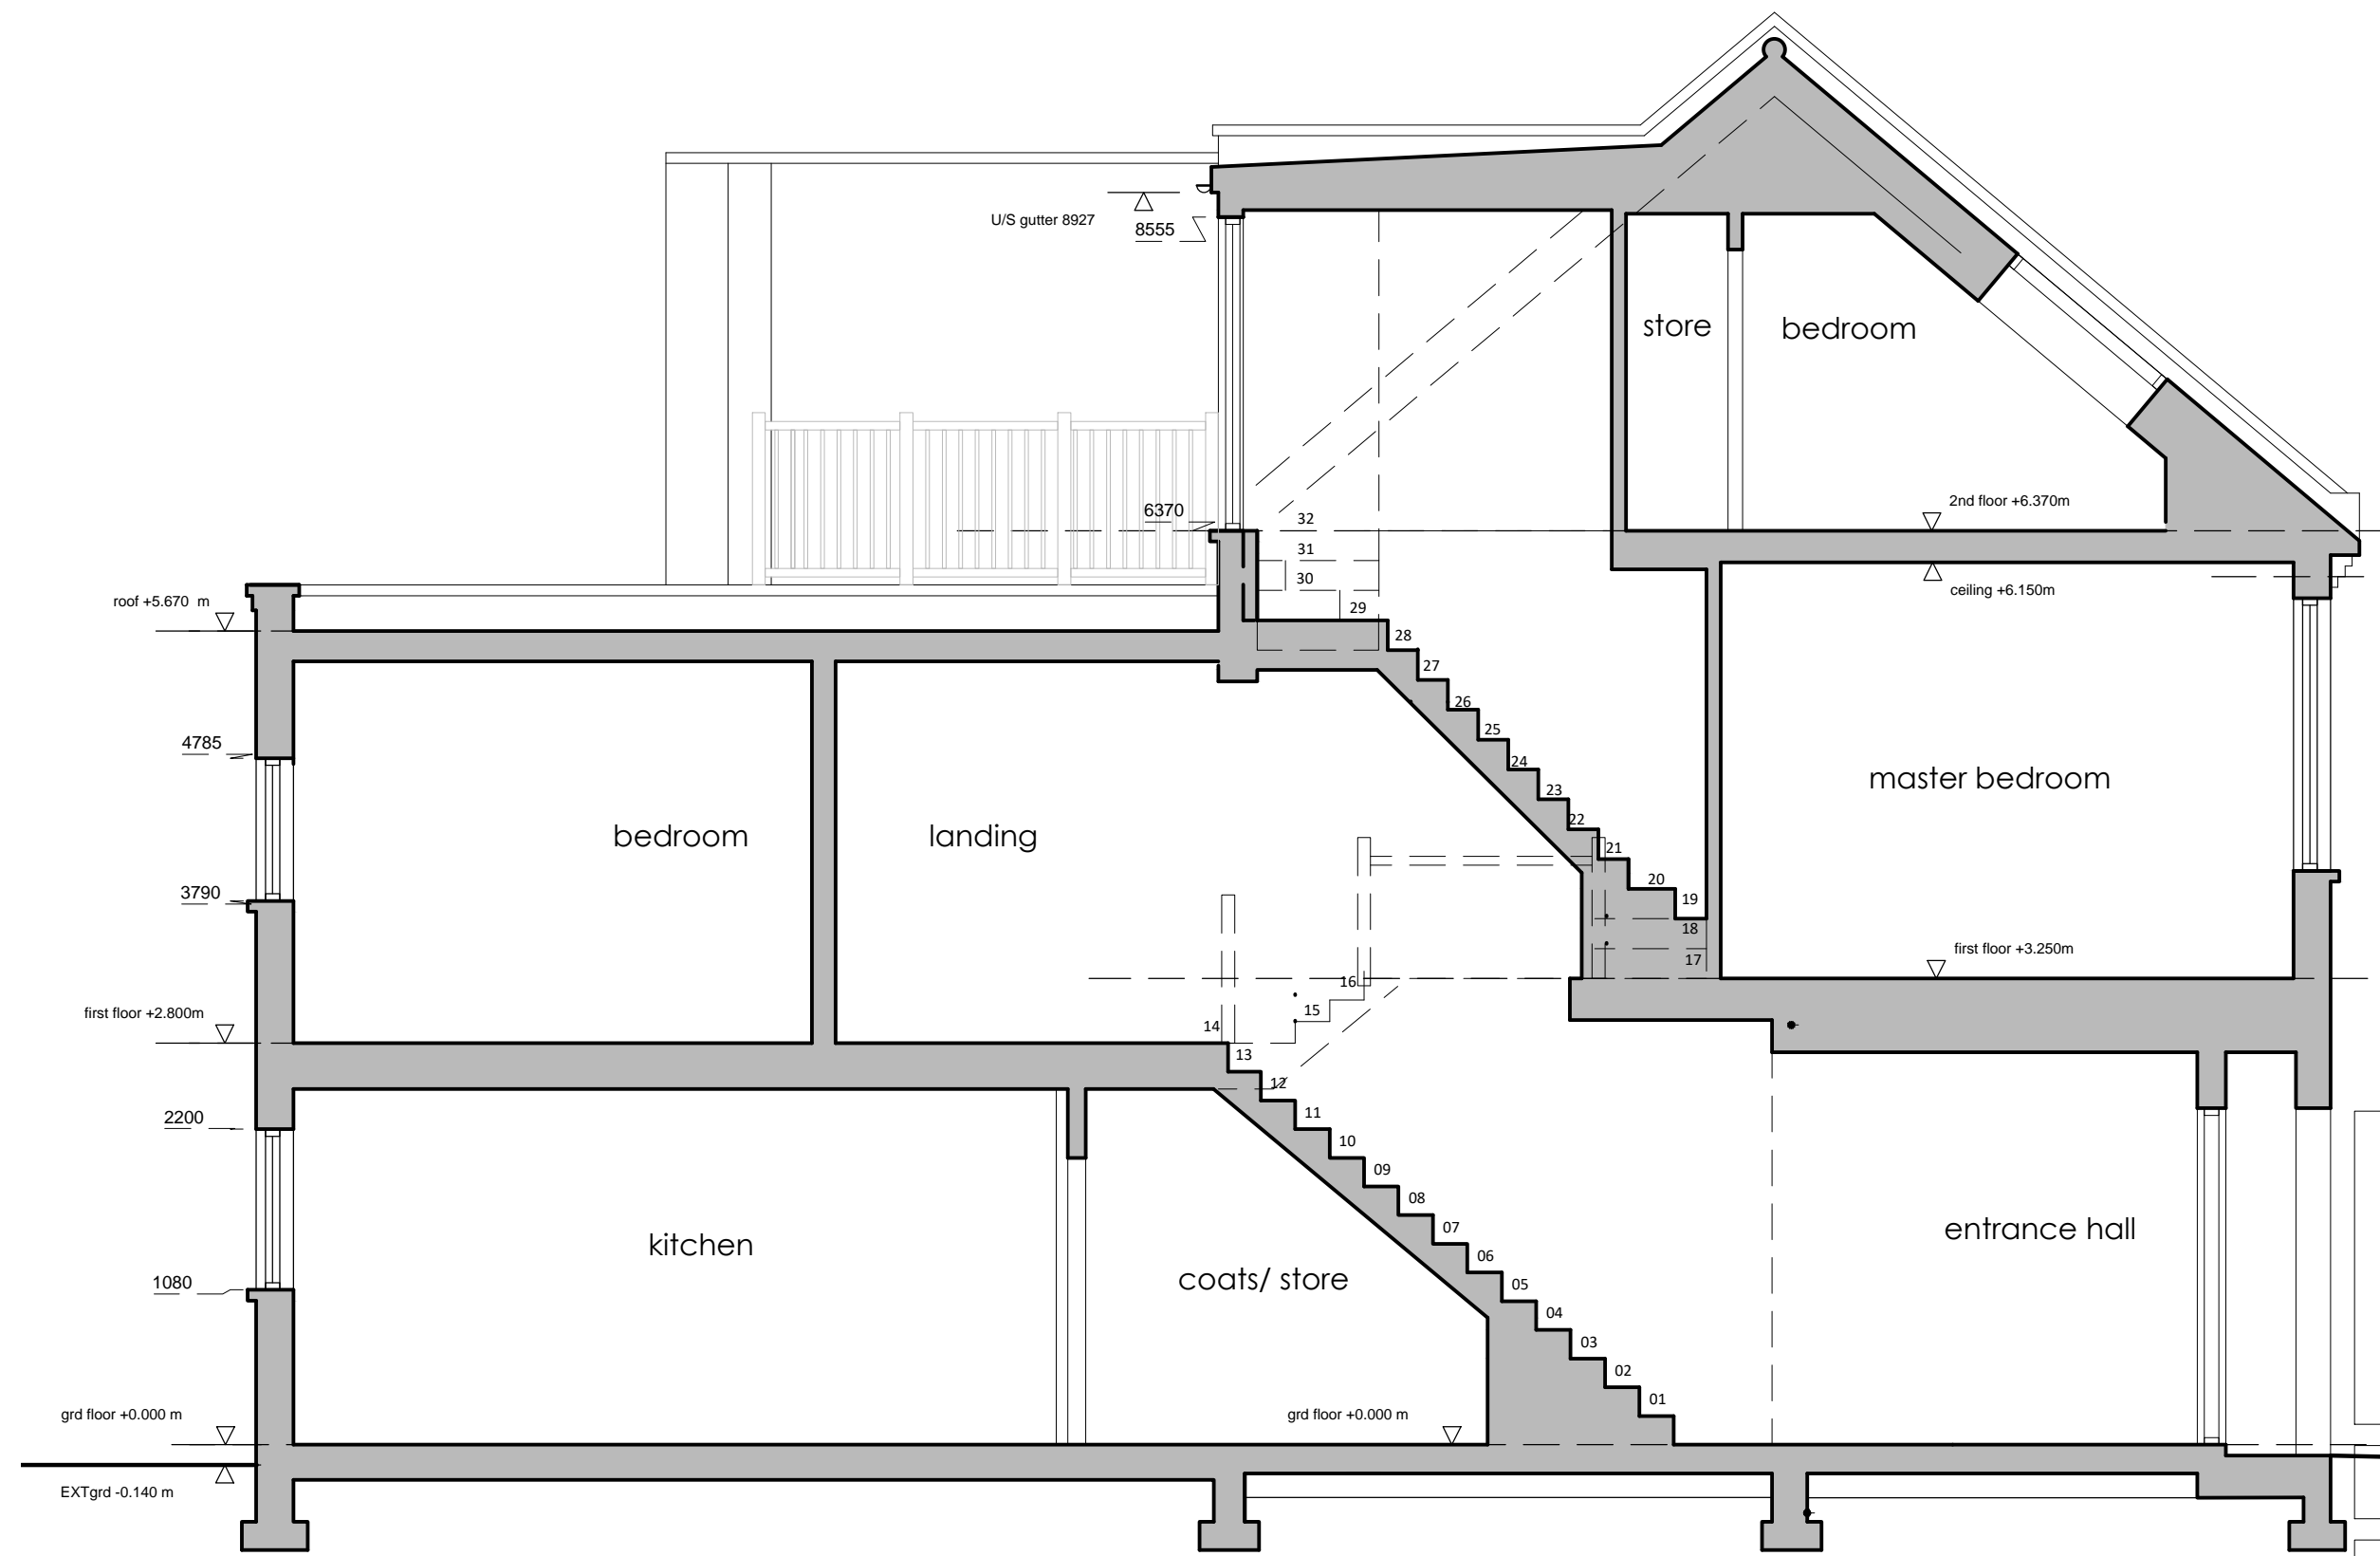 U/S gutter 8927
8555
store
bedroom
6370
32
2nd floor +6.370m
31
30
ceiling +6.150m
roof +5.670  m
29
28
27
26
25
24
23
22
21
20
19
18
17
4785
master bedroom
bedroom
landing
3790
first floor +3.250m
16
15
14
first floor +2.800m
13
12
11
10
09
08
07
06
05
04
03
02
01
2200
kitchen
entrance hall
coats/ store
1080
grd floor +0.000 m
grd floor +0.000 m
EXTgrd -0.140 m